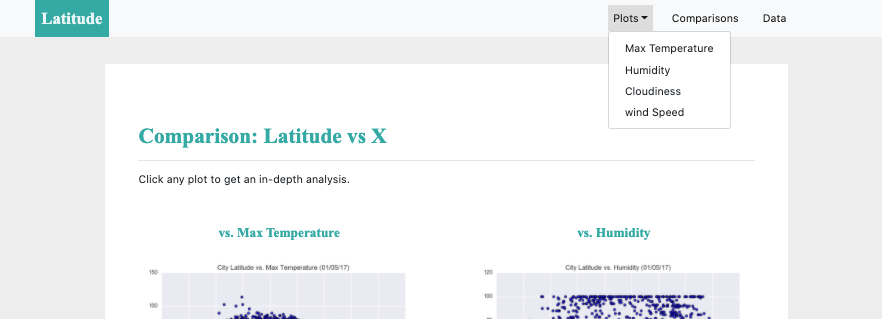 Latitude
Plots
Comparisons
Data
Max Temperature
Humidity
Cloudiness
wind Speed
Comparison: Latitude vs X
Click any plot to get an in-depth analysis.
vs. Max Temperature
vs. Humidity
City Latitude vs. Max Temperature (01/05/17)
150
100
City Latitude vs. Humidity (01/05/17)
120
100